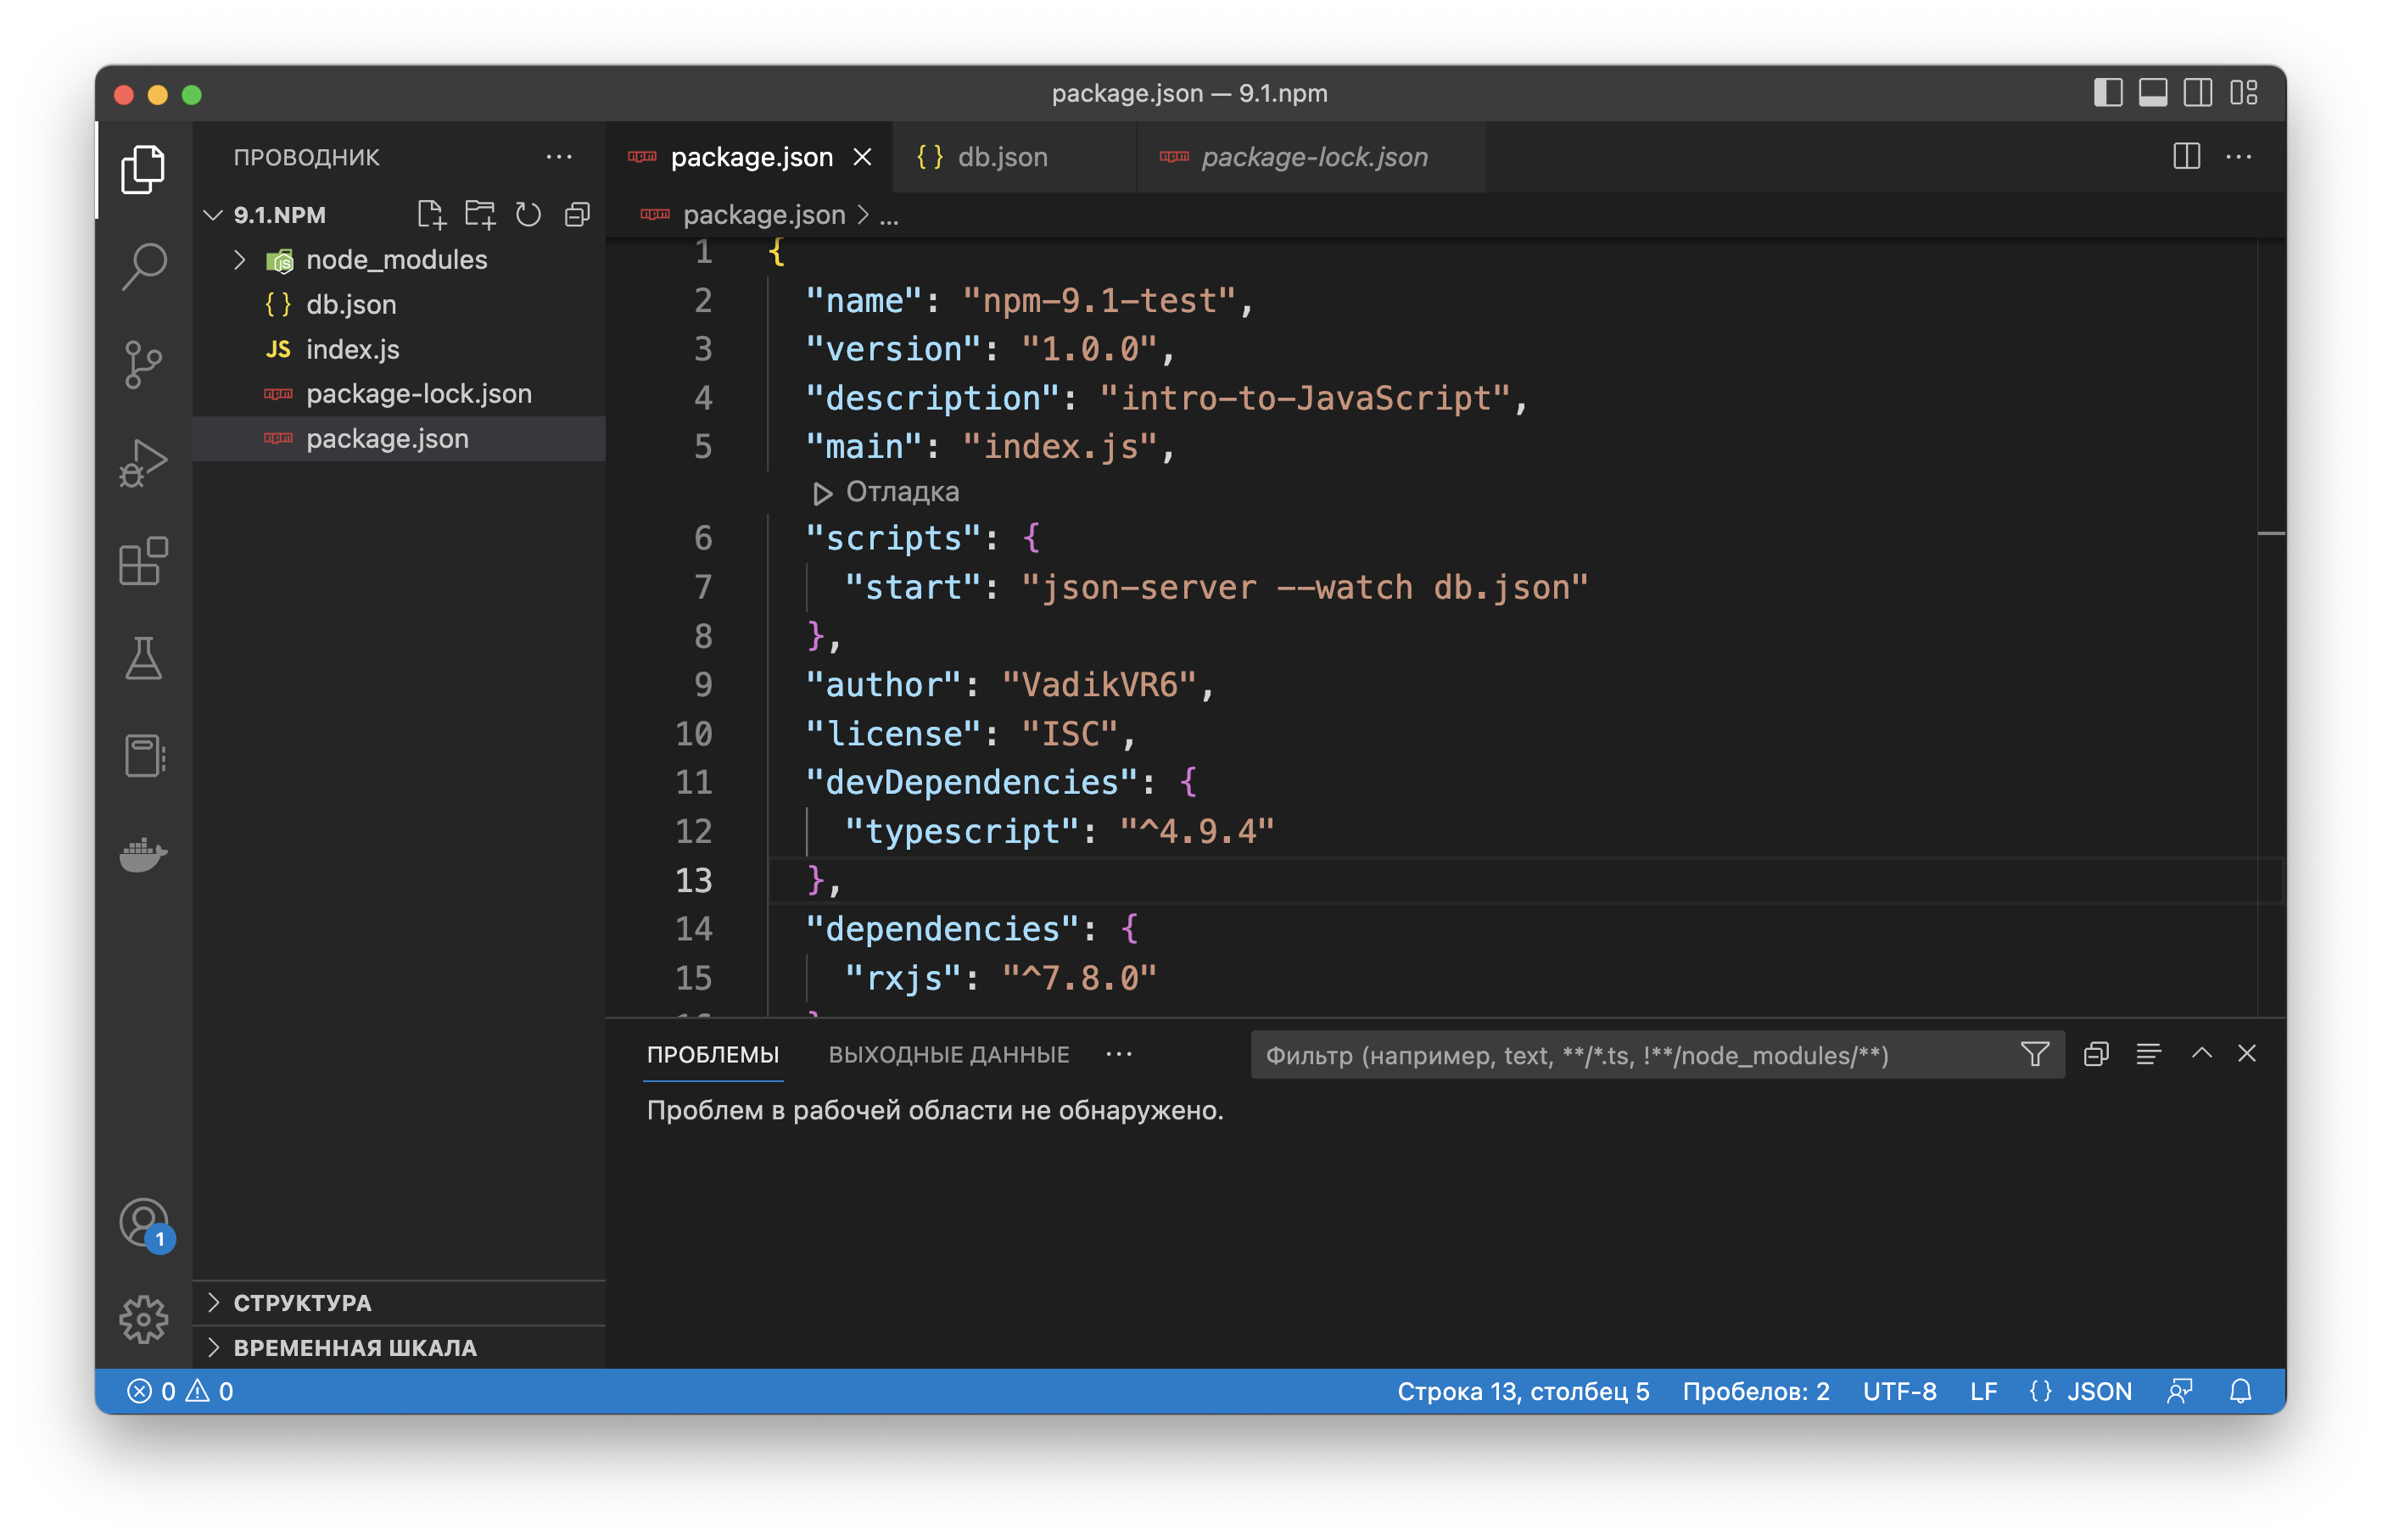 package.json — 9.1.npm
ПРОВОДНИК
9.1.NPM
node_modules
db.json
index.js
package-lock.json
package.json
СТРУКТУРА
ВРЕМЕННАЯ ШКАЛА
package.json
{} db.json
package-lock.json
package.json > ...
1 {
2 "name": "npm-9.1-test",
3 "version": "1.0.0",
4 "description": "intro-to-JavaScript",
5 "main": "index.js",
Отладка
6 "scripts": {
7 "start": "json-server --watch db.json"
8 },
9 "author": "VadikVR6",
10 "license": "ISC",
11 "devDependencies": {
12 "typescript": "^4.9.4"
13 },
14 "dependencies": {
15 "rxjs": "^7.8.0"
ПРОБЛЕМЫ ВЫХОДНЫЕ ДАННЫЕ
Фильтр (например, text, **/*.ts, !**/node_modules/**)
Проблем в рабочей области не обнаружено.
1
0 0
Строка 13, столбец 5 Пробелов: 2 UTF-8 LF {} JSON